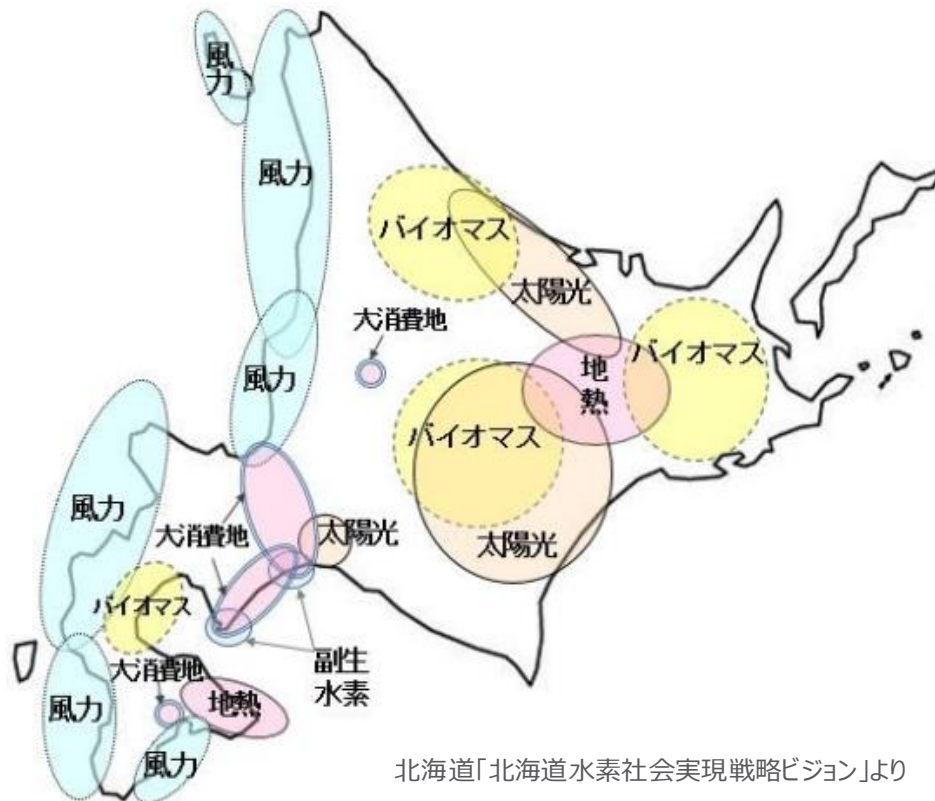 風
力
風力
バイオマス
太陽光
大消費地
風力
地
熱
バイオマス
バイオマス
風力
大消費地
太陽光
太陽光
バイオマス
副生
水素
大消費地
地熱
風力
風力
北海道「北海道水素社会実現戦略ビジョン」より